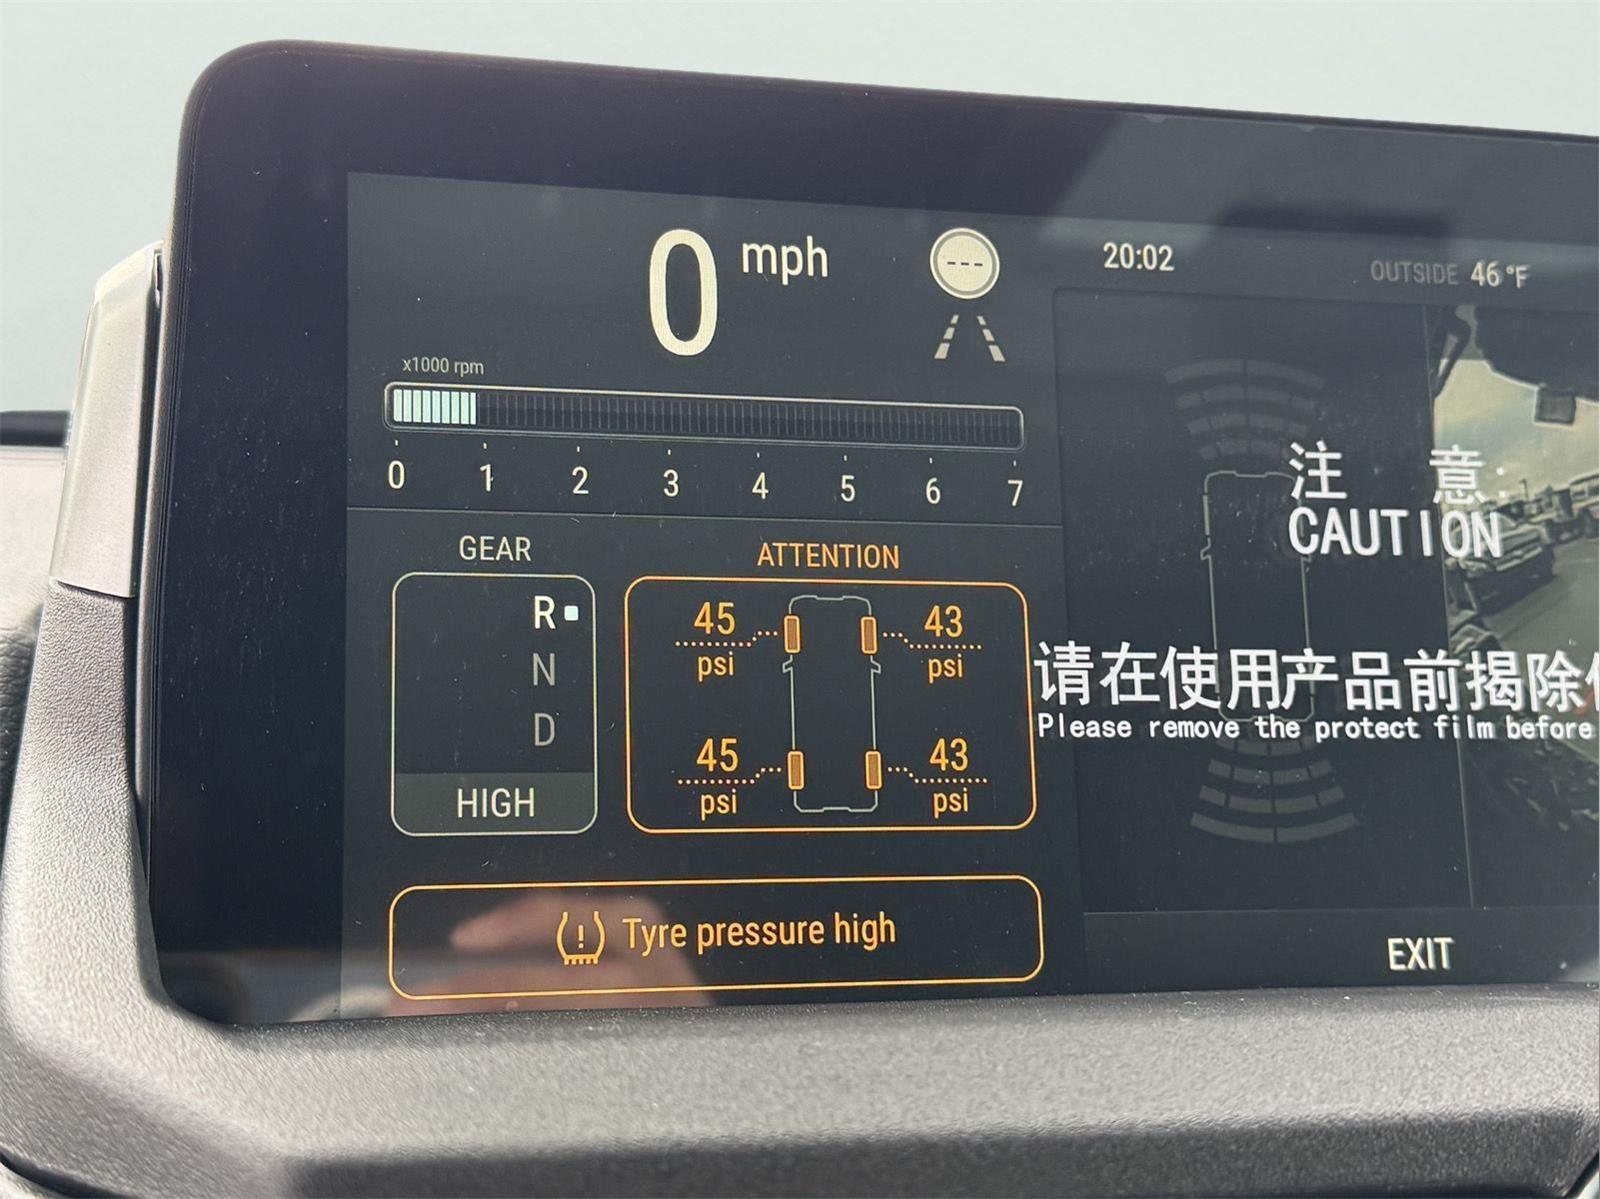 0 mph
---
20:02
OUTSIDE 46 °F
x1000 rpm
0 1 2 3 4 5 6 7
GEAR
R
N
D
HIGH
ATTENTION
45 psi
43 psi
45 psi
43 psi
! Tyre pressure high
注 意:
CAUTION
请在使用产品前揭除
Please remove the protect film before
EXIT